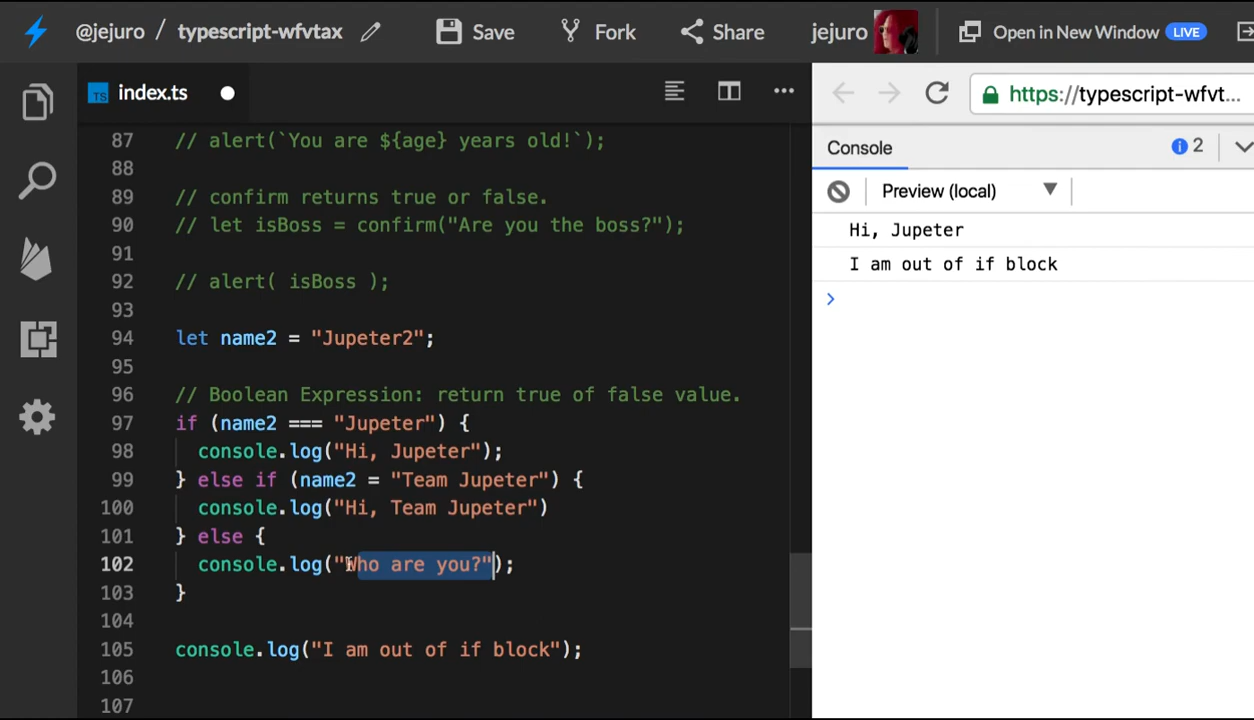 @jejuro / typescript-wfvtax Save Fork Share jejuro Open in New Window LIVE
TS index.ts
https://typescript-wfvt...
Console 2
Preview (local)
Hi, Jupeter
I am out of if block
87 // alert(`You are ${age} years old!`);
88
89 // confirm returns true or false.
90 // let isBoss = confirm("Are you the boss?");
91
92 // alert( isBoss );
93
94 let name2 = "Jupeter2";
95
96 // Boolean Expression: return true of false value.
97 if (name2 === "Jupeter") {
98 console.log("Hi, Jupeter");
99 } else if (name2 = "Team Jupeter") {
100 console.log("Hi, Team Jupeter")
101 } else {
102 console.log("Who are you?");
103 }
104
105 console.log("I am out of if block");
106
107